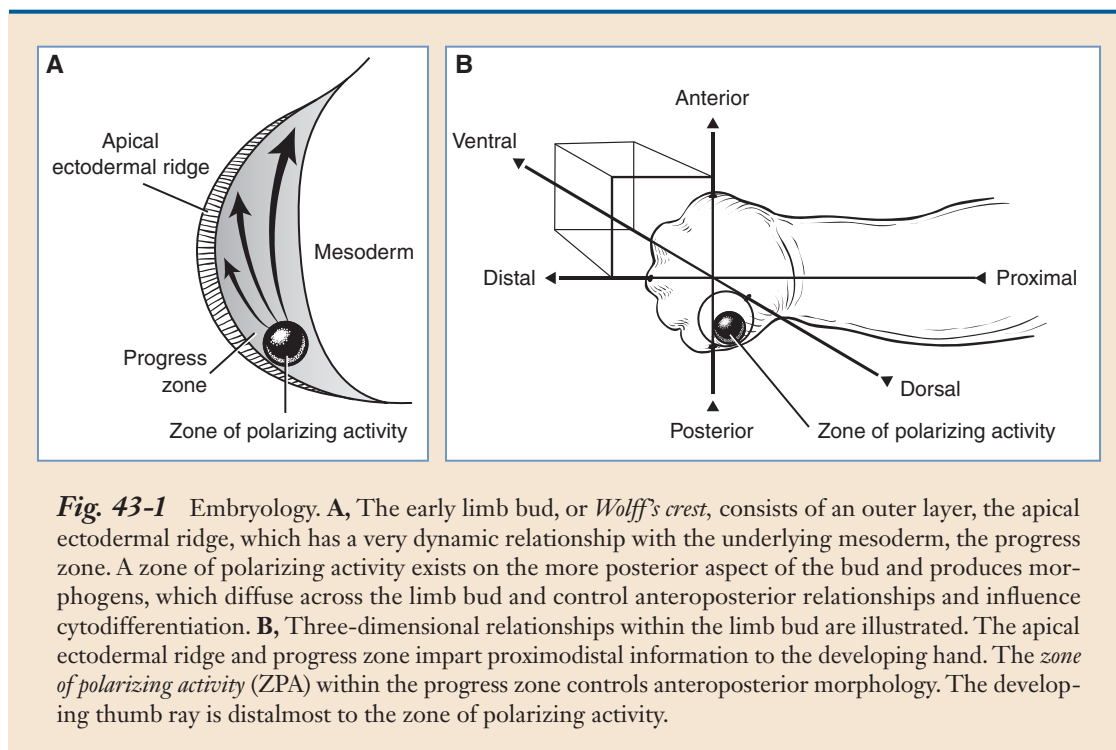 A
Apical
ectodermal ridge
Mesoderm
Progress
zone
Zone of polarizing activity
B
Anterior
Ventral
Distal
Proximal
Dorsal
Posterior
Zone of polarizing activity
Fig. 43-1 Embryology. A, The early limb bud, or Wolff’s crest, consists of an outer layer, the apical
ectodermal ridge, which has a very dynamic relationship with the underlying mesoderm, the progress
zone. A zone of polarizing activity exists on the more posterior aspect of the bud and produces mor-
phogens, which diffuse across the limb bud and control anteroposterior relationships and influence
cytodifferentiation. B, Three-dimensional relationships within the limb bud are illustrated. The apical
ectodermal ridge and progress zone impart proximodistal information to the developing hand. The zone
of polarizing activity (ZPA) within the progress zone controls anteroposterior morphology. The develop-
ing thumb ray is distalmost to the zone of polarizing activity.